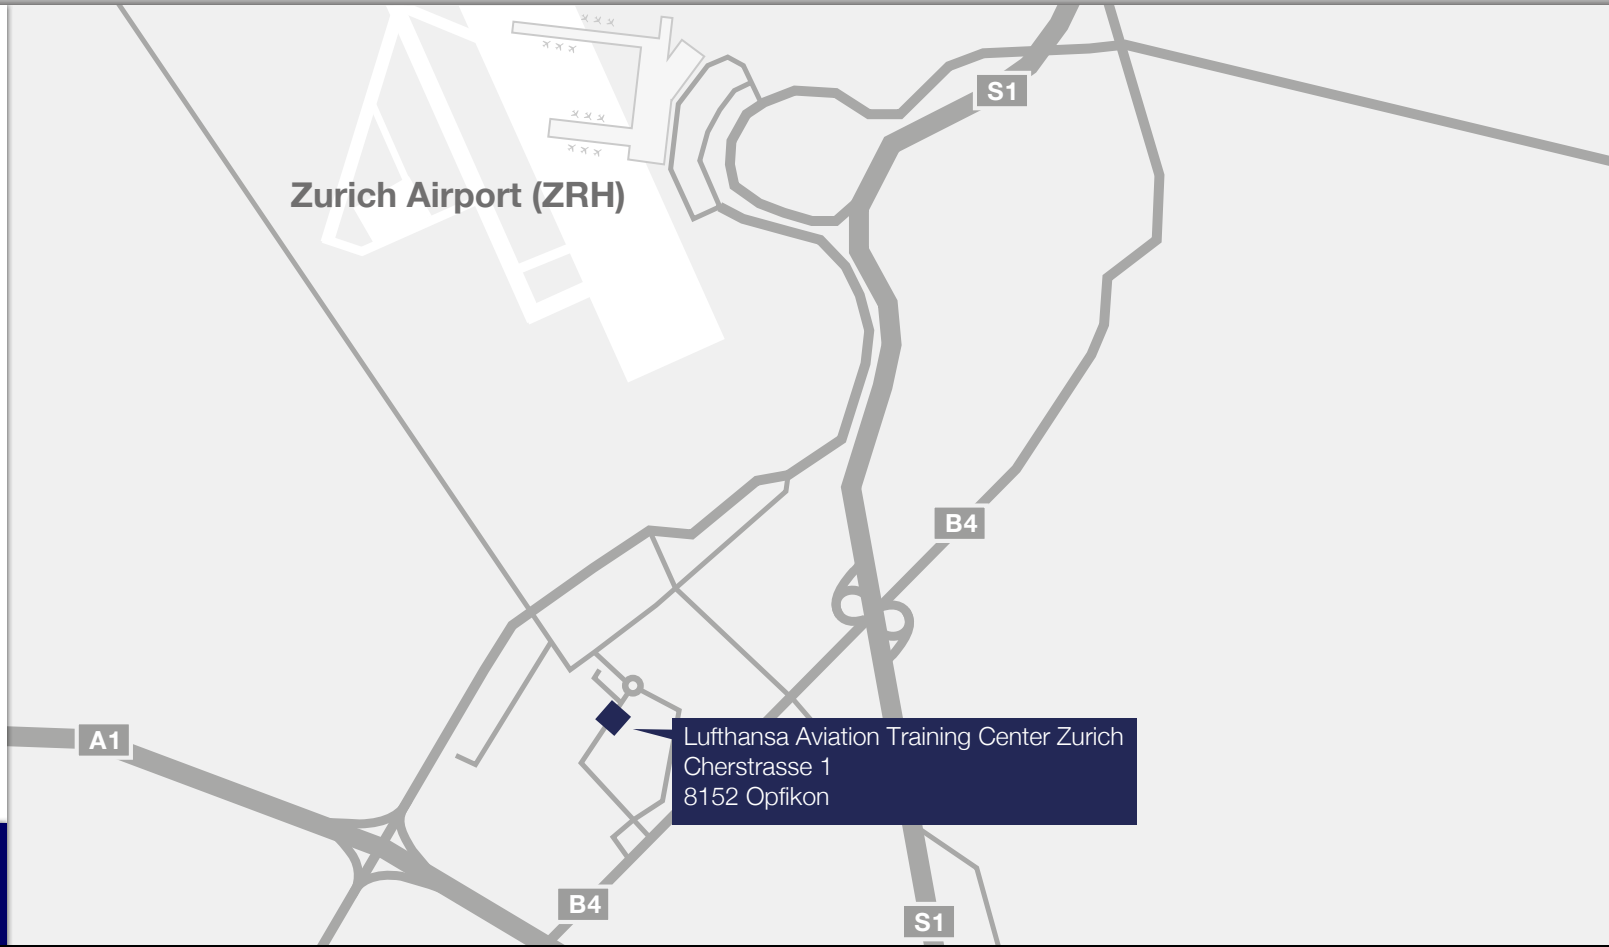 S1
Zurich Airport (ZRH)
B4
A1
Lufthansa Aviation Training Center Zurich
Cherstrasse 1
8152 Opfikon
B4
S1